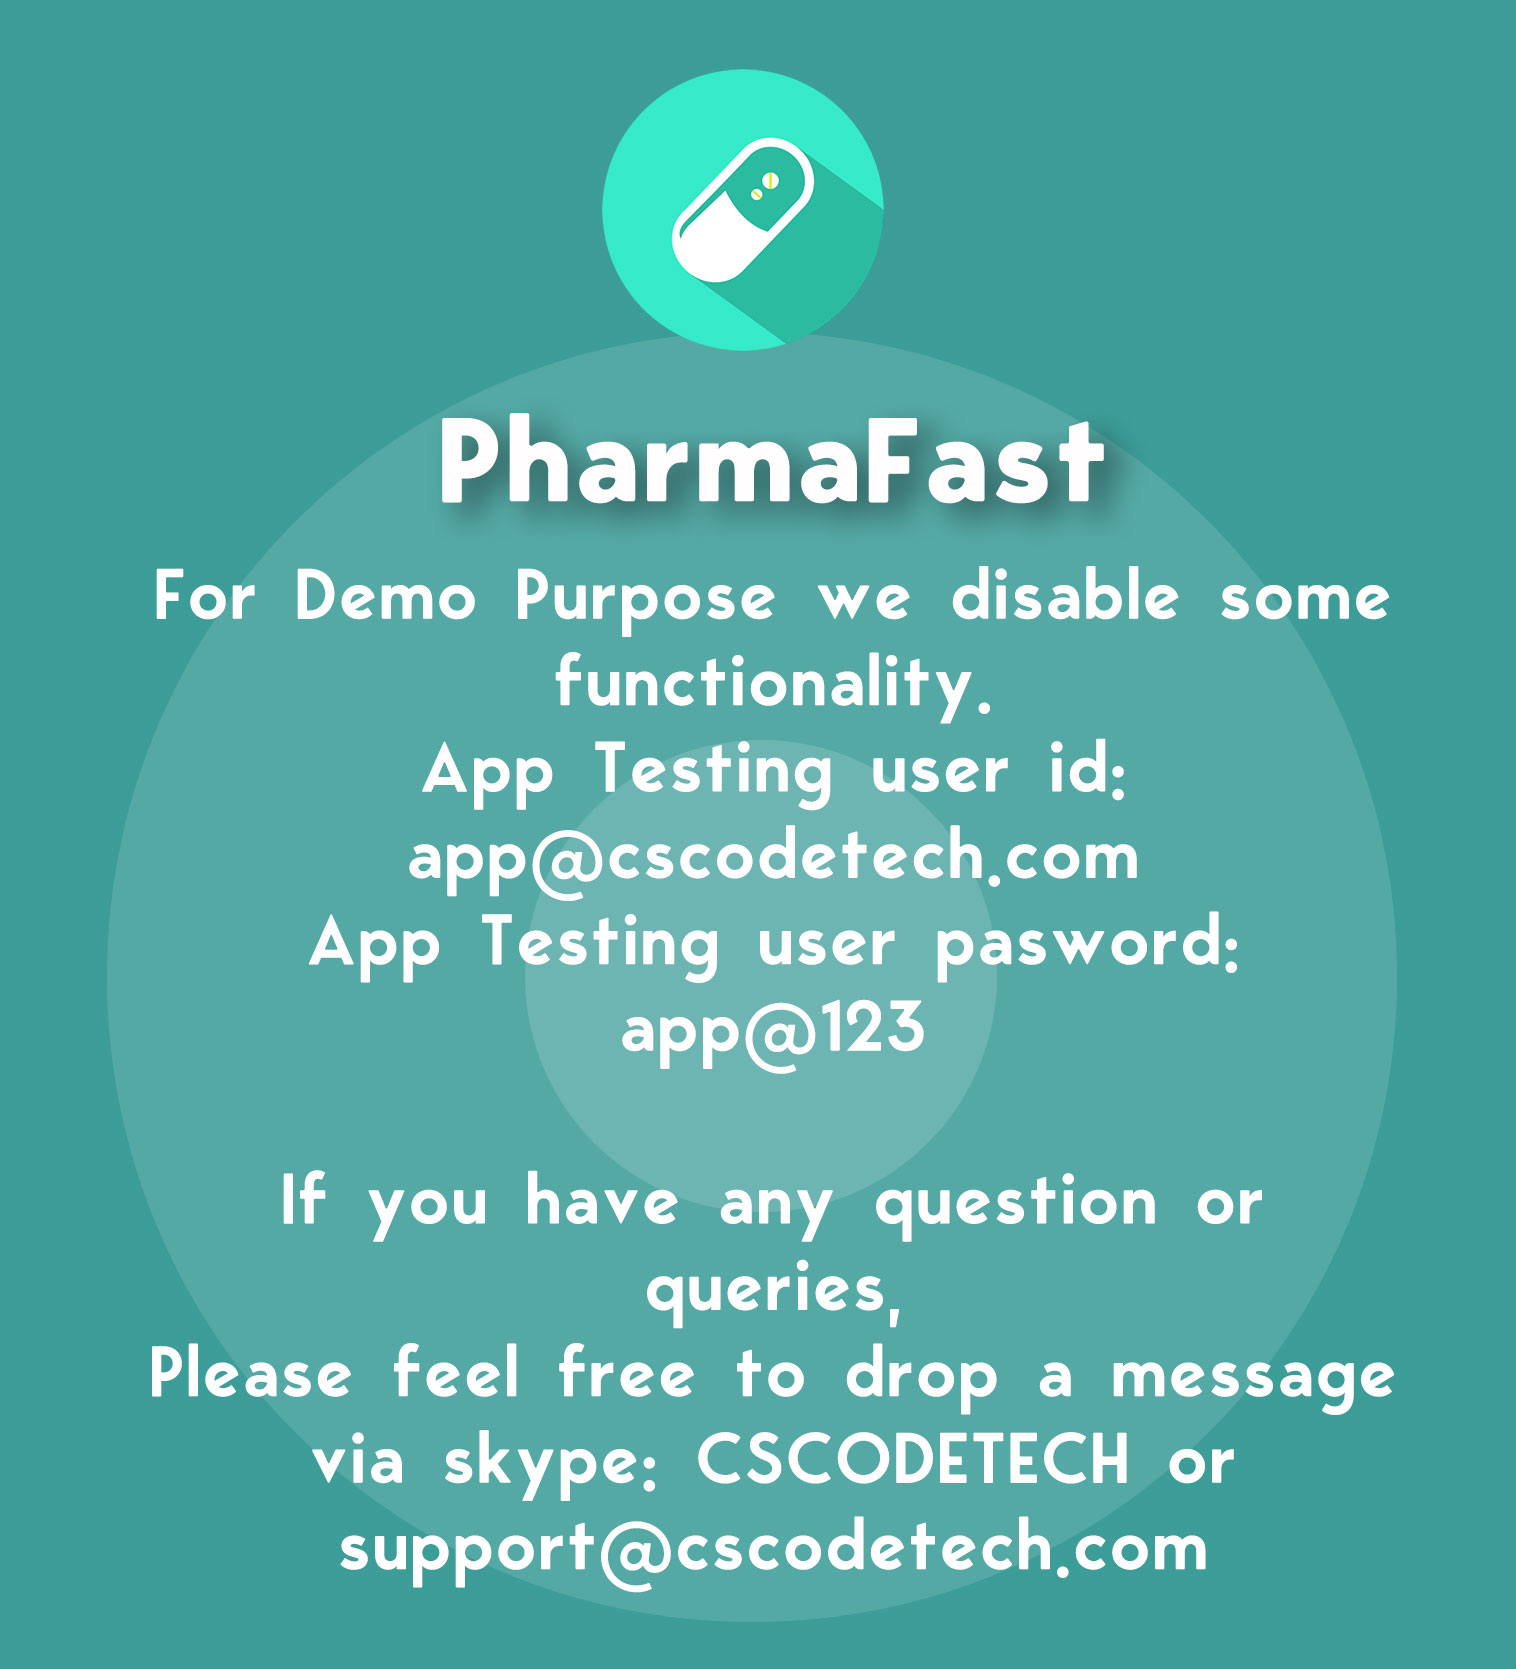 PharmaFast
For Demo Purpose we disable some
functionality.
App Testing user id:
app@cscodetech.com
App Testing user pasword:
app@123
If you have any question or
queries,
Please feel free to drop a message
via skype: CSCODETECH or
support@cscodetech.com